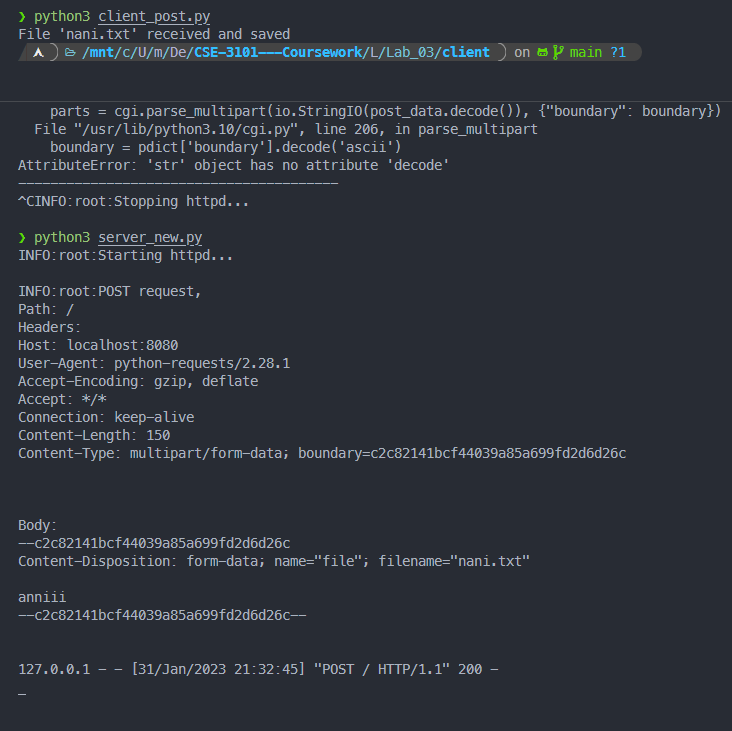 ❯ python3 client_post.py
File 'nani.txt' received and saved
/mnt/c/U/m/De/CSE-3101---Coursework/L/Lab_03/client on main ?1
parts = cgi.parse_multipart(io.StringIO(post_data.decode()), {"boundary": boundary})
File "/usr/lib/python3.10/cgi.py", line 206, in parse_multipart
boundary = pdict['boundary'].decode('ascii')
AttributeError: 'str' object has no attribute 'decode'
----------------------------------------
^CINFO:root:Stopping httpd...
❯ python3 server_new.py
INFO:root:Starting httpd...
INFO:root:POST request,
Path: /
Headers:
Host: localhost:8080
User-Agent: python-requests/2.28.1
Accept-Encoding: gzip, deflate
Accept: */*
Connection: keep-alive
Content-Length: 150
Content-Type: multipart/form-data; boundary=c2c82141bcf44039a85a699fd2d6d26c
Body:
--c2c82141bcf44039a85a699fd2d6d26c
Content-Disposition: form-data; name="file"; filename="nani.txt"
anniii
--c2c82141bcf44039a85a699fd2d6d26c--
127.0.0.1 - - [31/Jan/2023 21:32:45] "POST / HTTP/1.1" 200 -